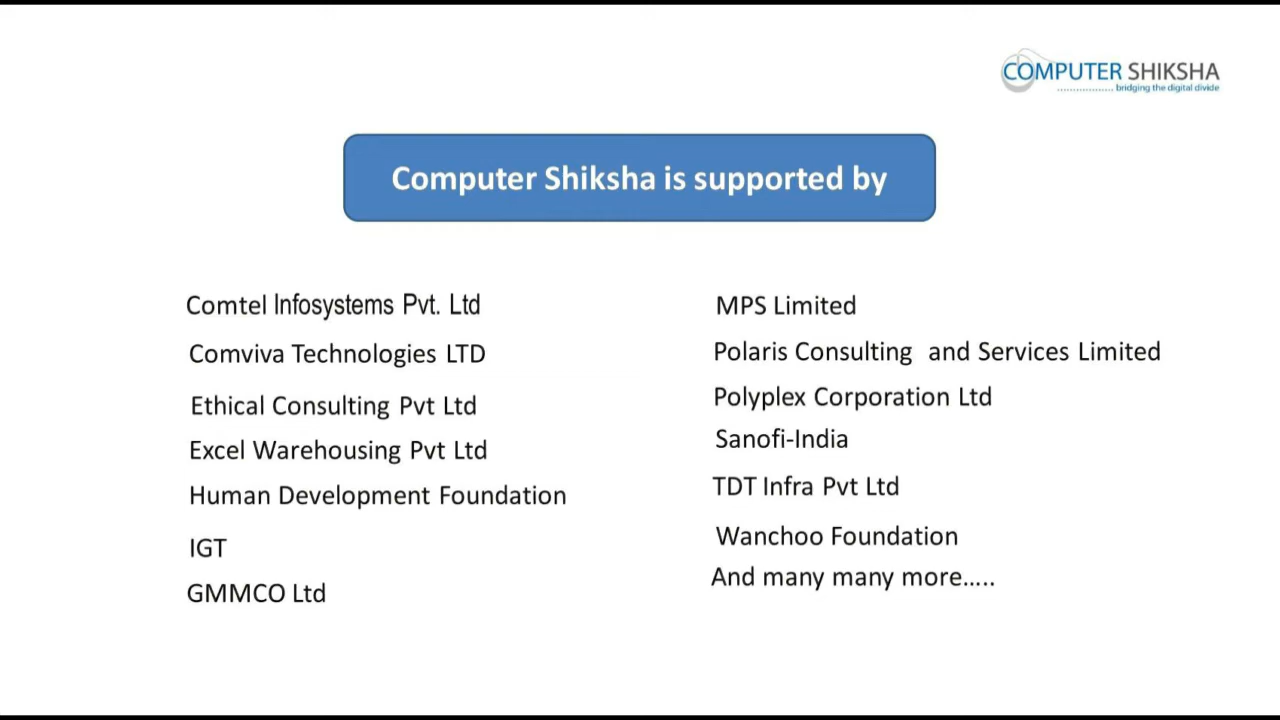 COMPUTER SHIKSHA
bridging the digital divide
Computer Shiksha is supported by
Comtel Infosystems Pvt. Ltd
Comviva Technologies LTD
Ethical Consulting Pvt Ltd
Excel Warehousing Pvt Ltd
Human Development Foundation
IGT
GMMCO Ltd
MPS Limited
Polaris Consulting and Services Limited
Polyplex Corporation Ltd
Sanofi-India
TDT Infra Pvt Ltd
Wanchoo Foundation
And many many more.....